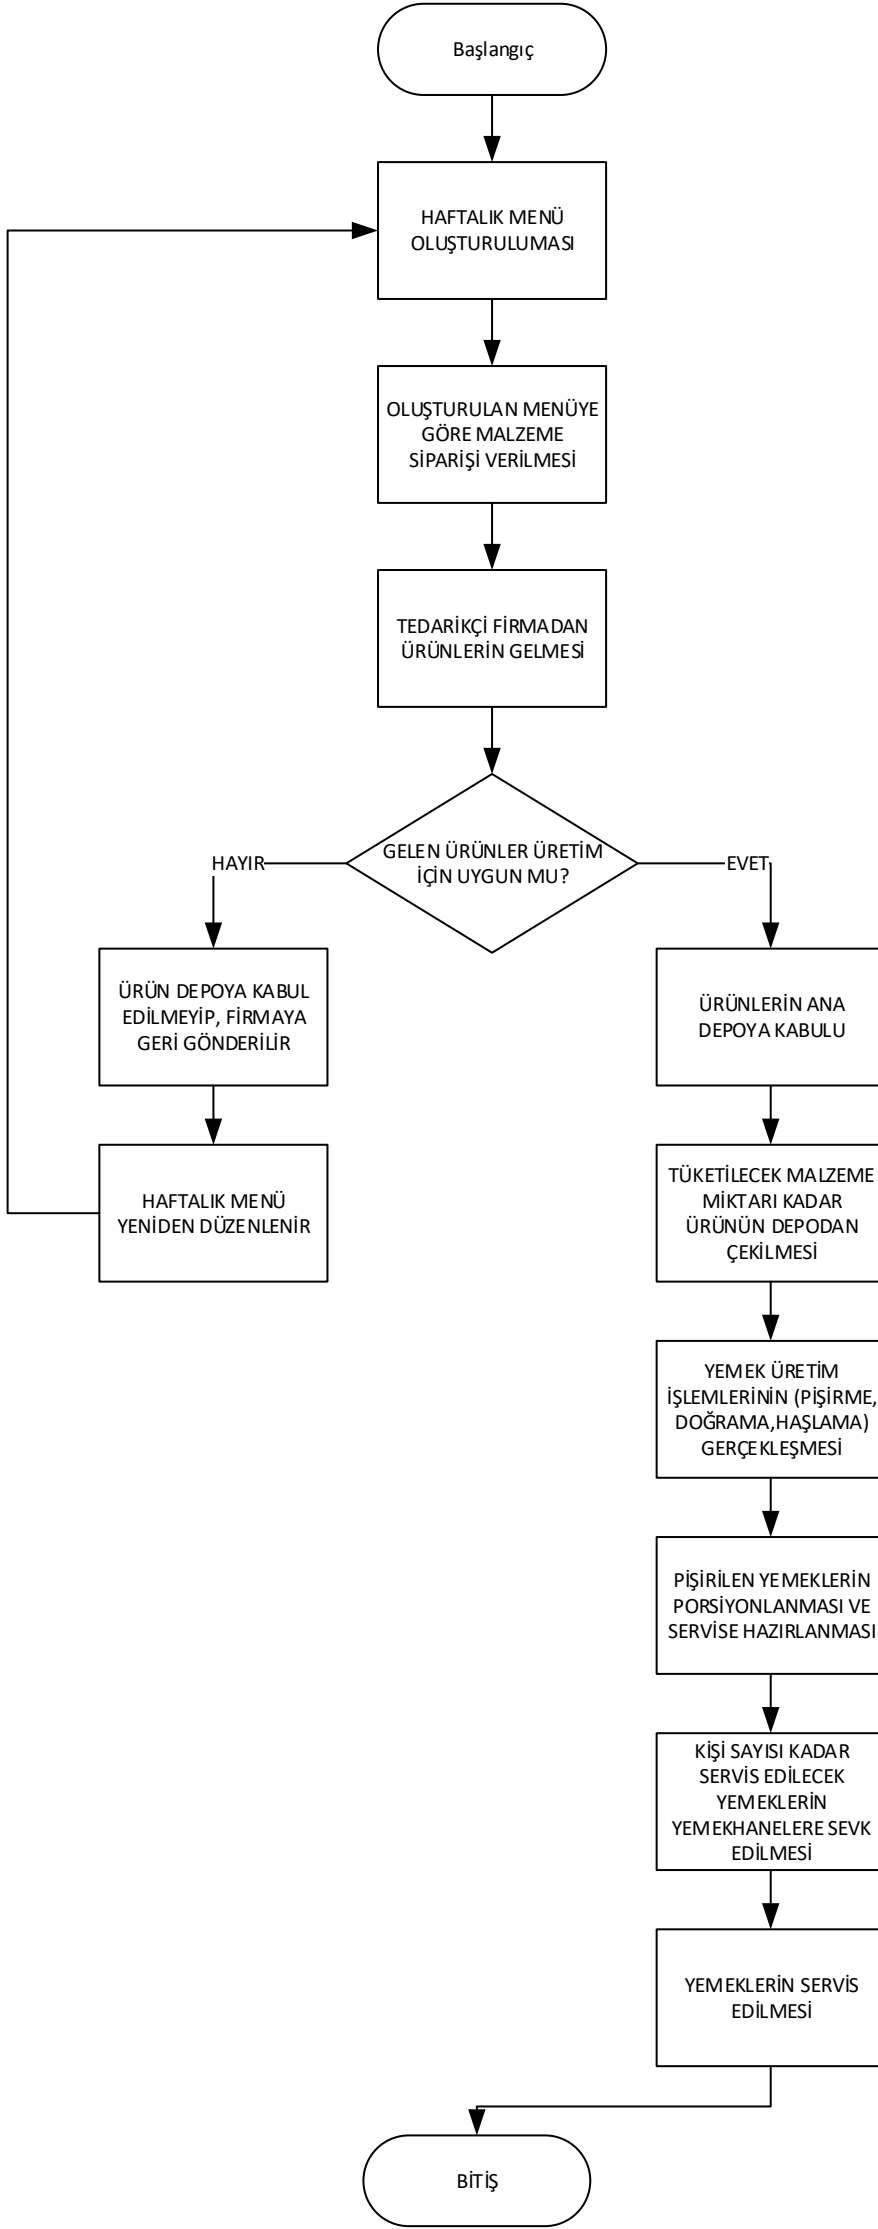 Başlangıç
HAFTALIK MENÜ
OLUŞTURULUMASI
OLUŞTURULAN MENÜYE
GÖRE MALZEME
SİPARİŞİ VERİLMESİ
TEDARİKÇİ FİRMADAN
ÜRÜNLERİN GELMESİ
GELEN ÜRÜNLER ÜRETİM
İÇİN UYGUN MU?
HAYIR
EVET
ÜRÜN DEPOYA KABUL
EDİLMEYİP, FİRMAYA
GERİ GÖNDERİLİR
HAFTALIK MENÜ
YENİDEN DÜZENLENİR
ÜRÜNLERİN ANA
DEPOYA KABULU
TÜKETİLECEK MALZEME
MİKTARI KADAR
ÜRÜNÜN DEPODAN
ÇEKİLMESİ
YEMEK ÜRETİM
İŞLEMLERİNİN (PİŞİRME,
DOĞRAMA,HAŞLAMA)
GERÇEKLEŞMESİ
PİŞİRİLEN YEMEKLERİN
PORSİYONLANMASI VE
SERVİSE HAZIRLANMASI
KİŞİ SAYISI KADAR
SERVİS EDİLECEK
YEMEKLERİN
YEMEKHANELERE SEVK
EDİLMESİ
YEMEKLERİN SERVİS
EDİLMESİ
BİTİŞ